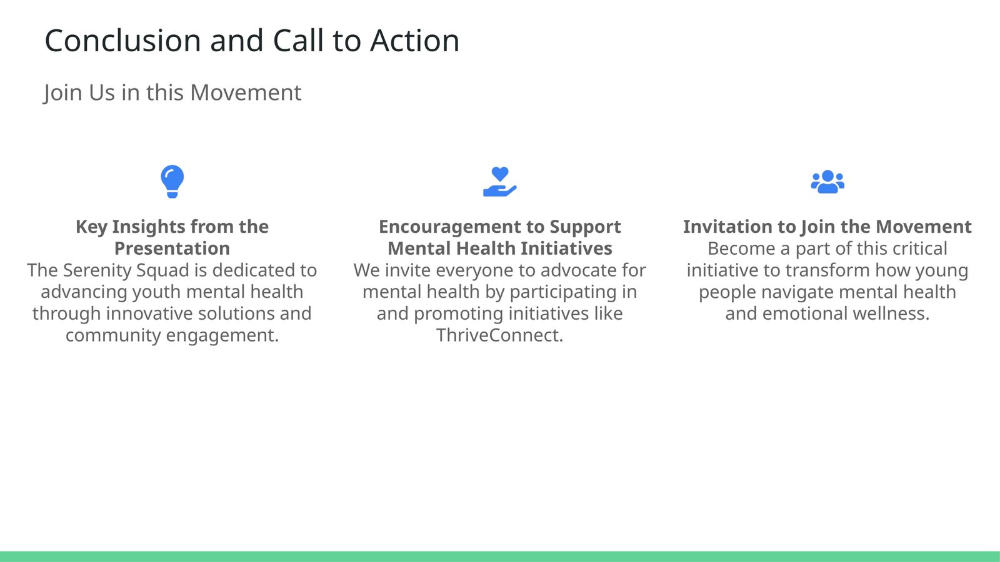 Conclusion and Call to Action
Join Us in this Movement
Key Insights from the
Presentation
The Serenity Squad is dedicated to
advancing youth mental health
through innovative solutions and
community engagement.
Encouragement to Support
Mental Health Initiatives
We invite everyone to advocate for
mental health by participating in
and promoting initiatives like
ThriveConnect.
Invitation to Join the Movement
Become a part of this critical
initiative to transform how young
people navigate mental health
and emotional wellness.